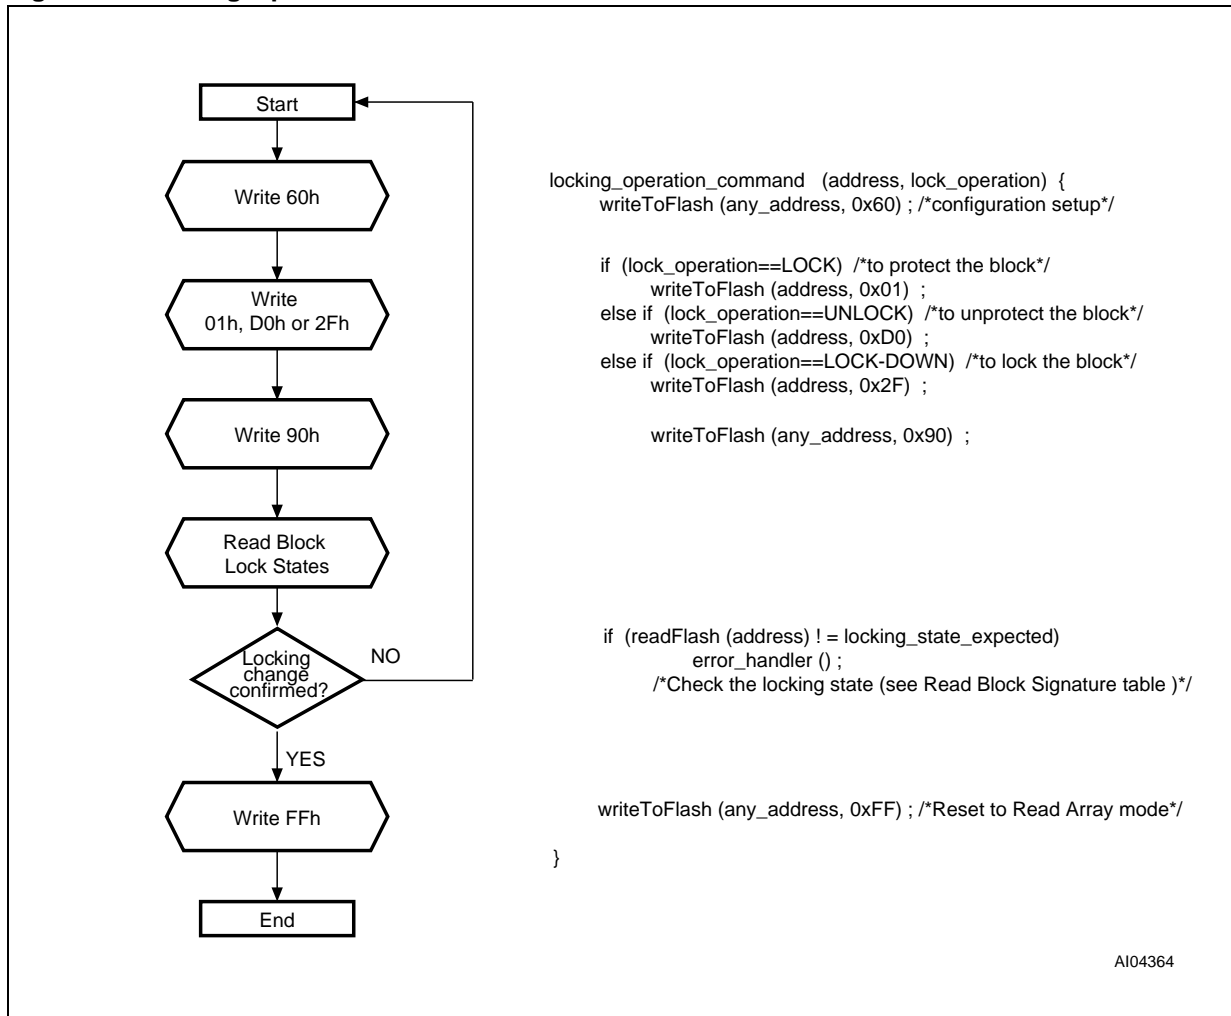 Start
Write 60h
Write
01h, D0h or 2Fh
Write 90h
Read Block
Lock States
Locking
change
confirmed?
NO
YES
Write FFh
End
locking_operation_command (address, lock_operation) {
writeToFlash (any_address, 0x60) ; /*configuration setup*/
if (lock_operation==LOCK) /*to protect the block*/
writeToFlash (address, 0x01) ;
else if (lock_operation==UNLOCK) /*to unprotect the block*/
writeToFlash (address, 0xD0) ;
else if (lock_operation==LOCK-DOWN) /*to lock the block*/
writeToFlash (address, 0x2F) ;
writeToFlash (any_address, 0x90) ;
if (readFlash (address) ! = locking_state_expected)
error_handler () ;
/*Check the locking state (see Read Block Signature table )*/
writeToFlash (any_address, 0xFF) ; /*Reset to Read Array mode*/
}
AI04364